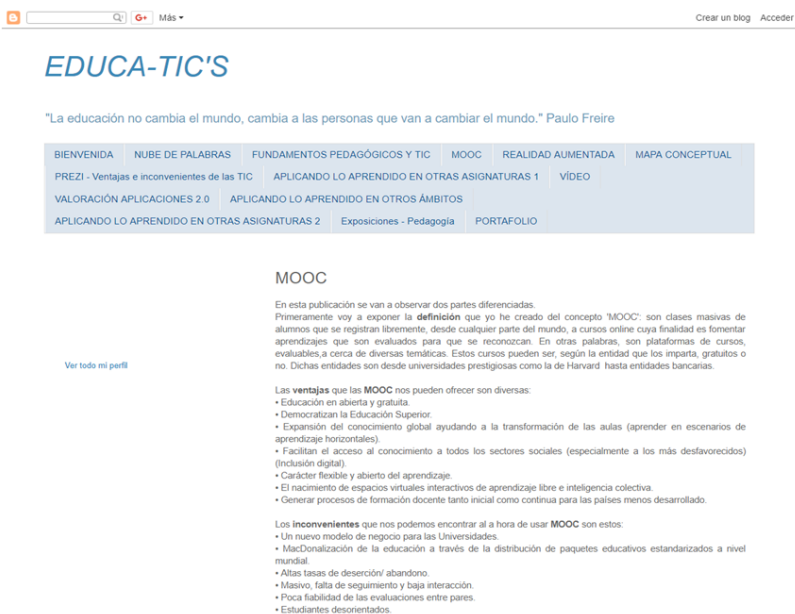 G+ Más Crear un blog Acceder
EDUCA-TIC'S
"La educación no cambia el mundo, cambia a las personas que van a cambiar el mundo." Paulo Freire
BIENVENIDA NUBE DE PALABRAS FUNDAMENTOS PEDAGÓGICOS Y TIC MOOC REALIDAD AUMENTADA MAPA CONCEPTUAL
PREZI - Ventajas e inconvenientes de las TIC APLICANDO LO APRENDIDO EN OTRAS ASIGNATURAS 1 VÍDEO
VALORACIÓN APLICACIONES 2.0 APLICANDO LO APRENDIDO EN OTROS ÁMBITOS
APLICANDO LO APRENDIDO EN OTRAS ASIGNATURAS 2 Exposiciones - Pedagogía PORTAFOLIO
Ver todo mi perfil
MOOC
En esta publicación se van a observar dos partes diferenciadas.
Primeramente voy a exponer la definición que yo he creado del concepto 'MOOC': son clases masivas de
alumnos que se registran libremente, desde cualquier parte del mundo, a cursos online cuya finalidad es fomentar
aprendizajes que son evaluados para que se reconozcan. En otras palabras, son plataformas de cursos,
evaluables,a cerca de diversas temáticas. Estos cursos pueden ser, según la entidad que los imparta, gratuitos o
no. Dichas entidades son desde universidades prestigiosas como la de Harvard hasta entidades bancarias.
Las ventajas que las MOOC nos pueden ofrecer son diversas:
• Educación en abierta y gratuita.
• Democratizan la Educación Superior.
• Expansión del conocimiento global ayudando a la transformación de las aulas (aprender en escenarios de
aprendizaje horizontales).
• Facilitan el acceso al conocimiento a todos los sectores sociales (especialmente a los más desfavorecidos)
(Inclusión digital).
• Carácter flexible y abierto del aprendizaje.
• El nacimiento de espacios virtuales interactivos de aprendizaje libre e inteligencia colectiva.
• Generar procesos de formación docente tanto inicial como continua para las países menos desarrollado.
Los inconvenientes que nos podemos encontrar al a hora de usar MOOC son estos:
• Un nuevo modelo de negocio para las Universidades.
• MacDonalización de la educación a través de la distribución de paquetes educativos estandarizados a nivel
mundial.
• Altas tasas de deserción/ abandono.
• Masivo, falta de seguimiento y baja interacción.
• Poca fiabilidad de las evaluaciones entre pares.
• Estudiantes desorientados.